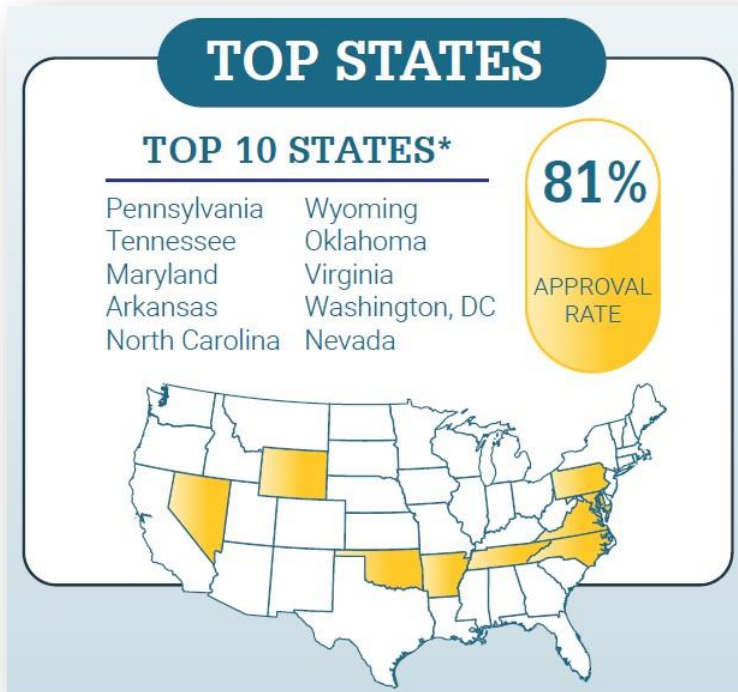 TOP STATES
TOP 10 STATES*
Pennsylvania
Tennessee
Maryland
Arkansas
North Carolina
Wyoming
Oklahoma
Virginia
Washington, DC
Nevada
81%
APPROVAL
RATE